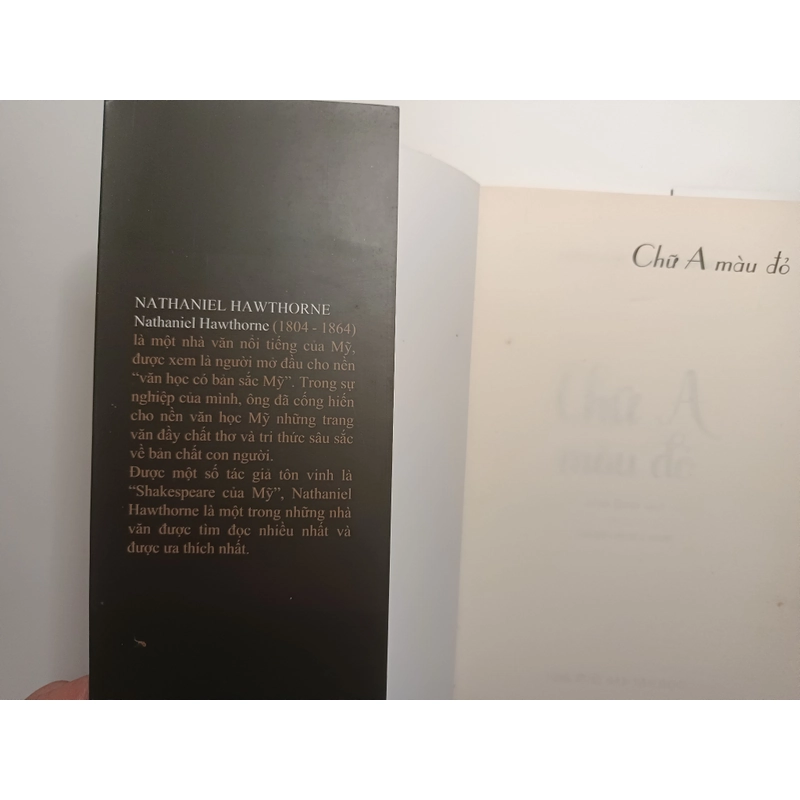 NATHANIEL HAWTHORNE
Nathaniel Hawthorne (1804 - 1864)
là một nhà văn nổi tiếng của Mỹ,
được xem là người mở đầu cho nền
“văn học có bản sắc Mỹ”. Trong sự
nghiệp của mình, ông đã cống hiến
cho nền văn học Mỹ những trang
văn đầy chất thơ và tri thức sâu sắc
về bản chất con người.
Được một số tác giả tôn vinh là
“Shakespeare của Mỹ”, Nathaniel
Hawthorne là một trong những nhà
văn được tìm đọc nhiều nhất và
được ưa thích nhất.
Chữ A màu đỏ
Chữ A
màu đỏ